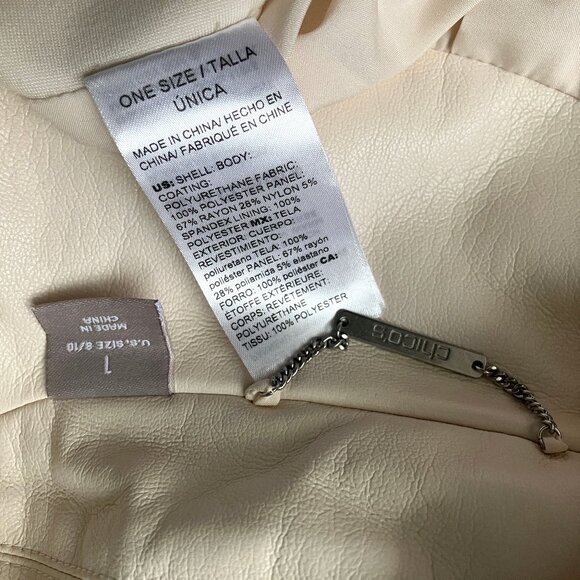 ONE SIZE / TALLA
ÚNICA
MADE IN CHINA/ HECHO EN
CHINA/ FABRIQUÉ EN CHINE
US: SHELL: BODY:
COATING:
POLYURETHANE FABRIC:
100% POLYESTER PANEL:
67% RAYON 28% NYLON 5%
SPANDEX LINING: 100%
POLYESTER MX: TELA
EXTERIOR: CUERPO:
REVESTIMIENTO:
poliuretano TELA: 100%
poliéster PANEL: 67% rayón
28% poliamida 5% elastano
FORRO: 100% poliéster CA:
ÉTOFFE EXTÉRIEURE:
CORPS: REVÊTEMENT:
POLYURÉTHANE
TISSU: 100% POLYESTER
1
U.S. SIZE 8/10
MADE IN
CHINA
chico's